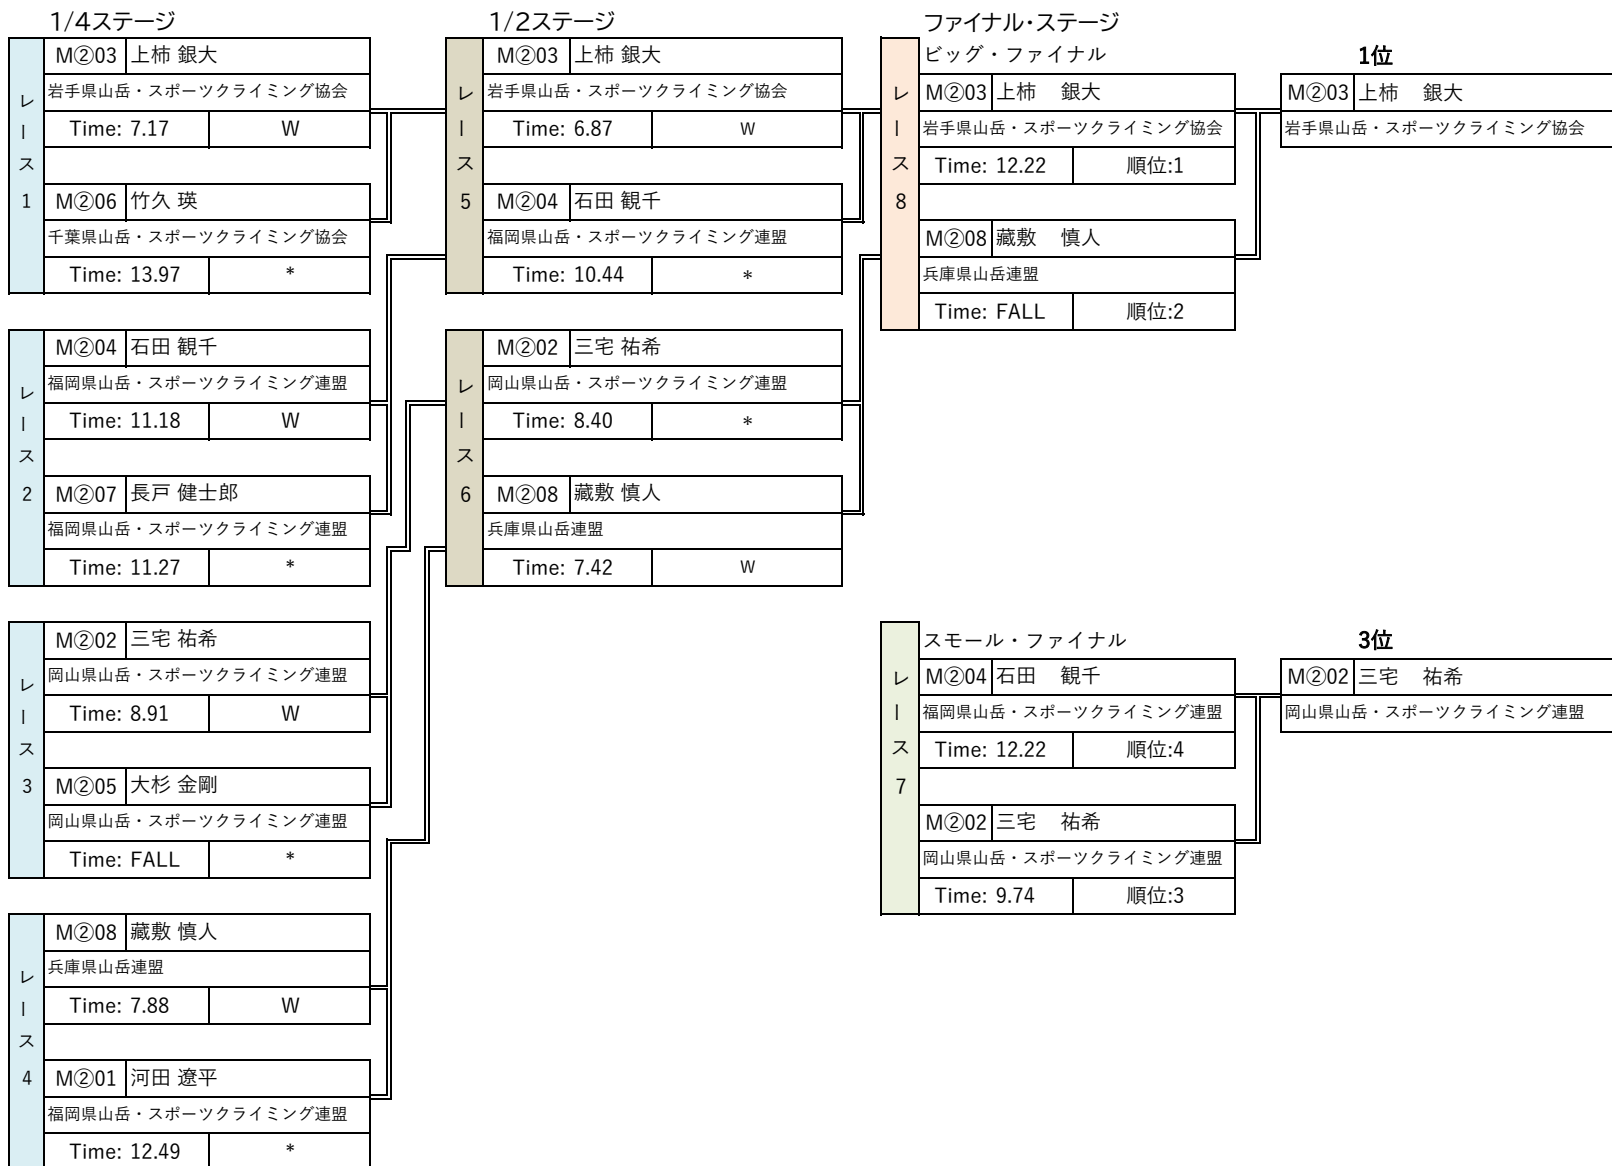 1/4ステージ
レース1
M②03 上柿 銀大
岩手県山岳・スポーツクライミング協会
Time: 7.17 W
M②06 竹久 瑛
千葉県山岳・スポーツクライミング協会
Time: 13.97 *
レース2
M②04 石田 観千
福岡県山岳・スポーツクライミング連盟
Time: 11.18 W
M②07 長戸 健士郎
福岡県山岳・スポーツクライミング連盟
Time: 11.27 *
レース3
M②02 三宅 祐希
岡山県山岳・スポーツクライミング連盟
Time: 8.91 W
M②05 大杉 金剛
岡山県山岳・スポーツクライミング連盟
Time: FALL *
レース4
M②08 藏敷 慎人
兵庫県山岳連盟
Time: 7.88 W
M②01 河田 遼平
福岡県山岳・スポーツクライミング連盟
Time: 12.49 *
1/2ステージ
レース5
M②03 上柿 銀大
岩手県山岳・スポーツクライミング協会
Time: 6.87 W
M②04 石田 観千
福岡県山岳・スポーツクライミング連盟
Time: 10.44 *
レース6
M②02 三宅 祐希
岡山県山岳・スポーツクライミング連盟
Time: 8.40 *
M②08 藏敷 慎人
兵庫県山岳連盟
Time: 7.42 W
ファイナル・ステージ
ビッグ・ファイナル
レース8
M②03 上柿 銀大
岩手県山岳・スポーツクライミング協会
Time: 12.22 順位:1
M②08 藏敷 慎人
兵庫県山岳連盟
Time: FALL 順位:2
1位
M②03 上柿 銀大
岩手県山岳・スポーツクライミング協会
スモール・ファイナル
レース7
M②04 石田 観千
福岡県山岳・スポーツクライミング連盟
Time: 12.22 順位:4
M②02 三宅 祐希
岡山県山岳・スポーツクライミング連盟
Time: 9.74 順位:3
3位
M②02 三宅 祐希
岡山県山岳・スポーツクライミング連盟